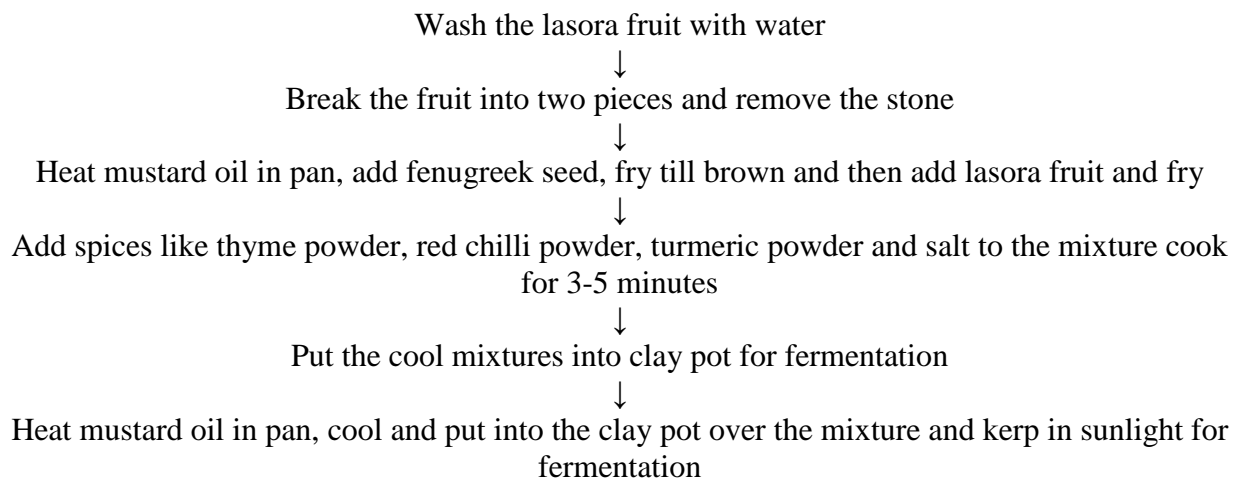 Wash the lasora fruit with water
↓
Break the fruit into two pieces and remove the stone
↓
Heat mustard oil in pan, add fenugreek seed, fry till brown and then add lasora fruit and fry
↓
Add spices like thyme powder, red chilli powder, turmeric powder and salt to the mixture cook
for 3-5 minutes
↓
Put the cool mixtures into clay pot for fermentation
↓
Heat mustard oil in pan, cool and put into the clay pot over the mixture and kerp in sunlight for
fermentation